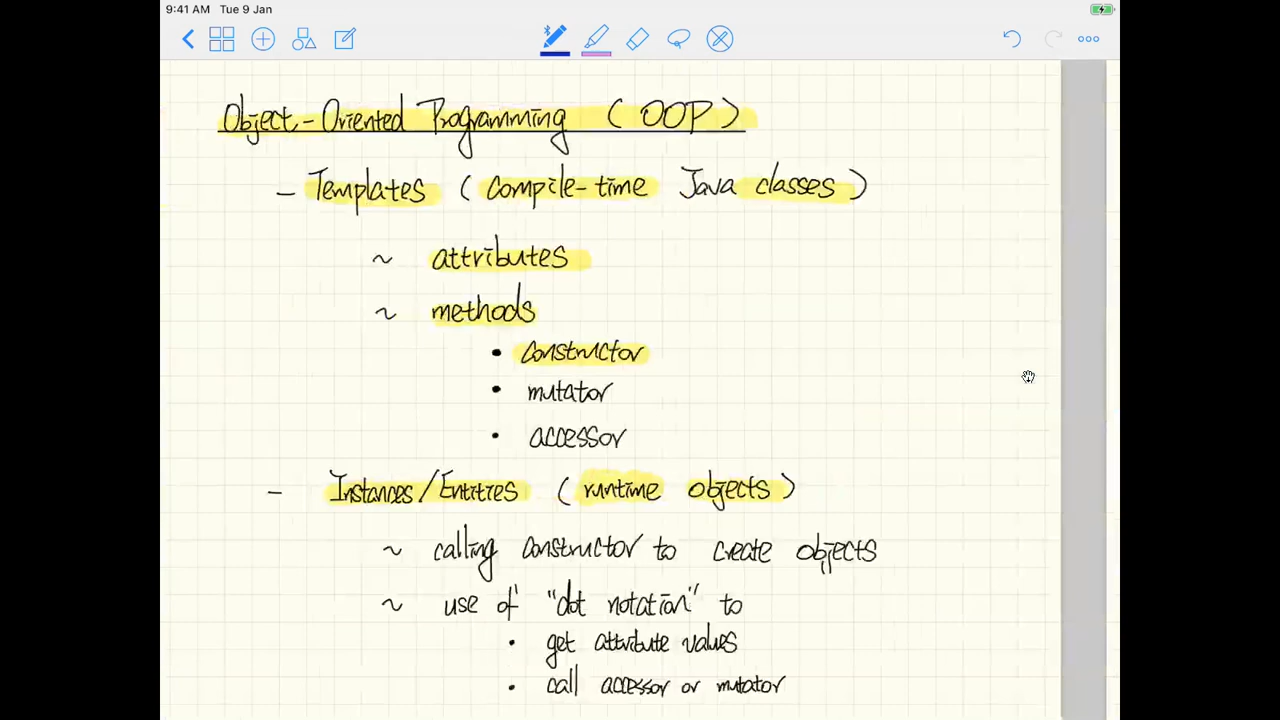 9:41 AM Tue 9 Jan
Object-Oriented Programming (OOP)
- Templates (compile-time Java classes)
~ attributes
~ methods
• constructor
• mutator
• accessor
- Instances/Entities (runtime objects)
~ calling constructor to create objects
~ use of "dot notation" to
• get attribute values
• call accessor or mutator